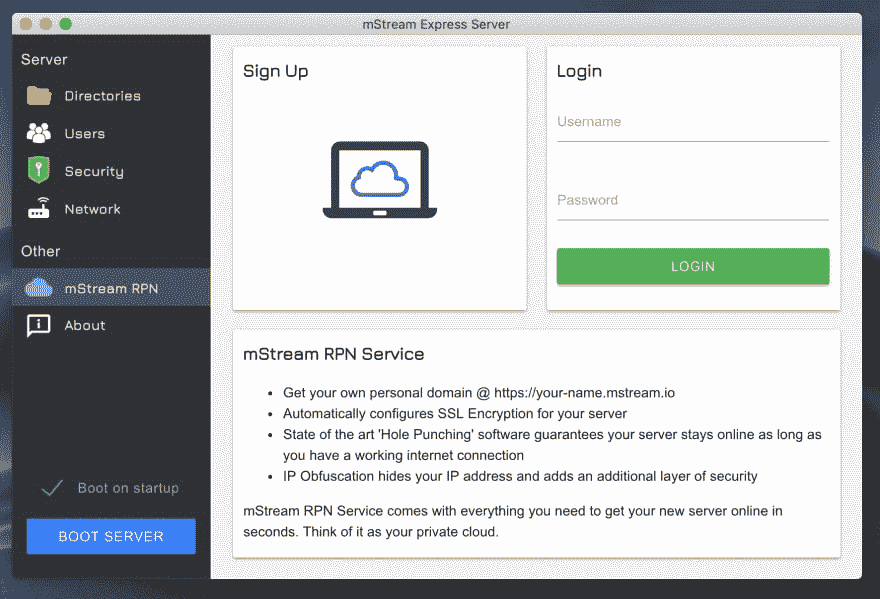 mStream Express Server
Server
Directories
Users
Security
Network
Other
mStream RPN
About
Boot on startup
BOOT SERVER
Sign Up
Login
Username
Password
LOGIN
mStream RPN Service
Get your own personal domain @ https://your-name.mstream.io
Automatically configures SSL Encryption for your server
State of the art 'Hole Punching' software guarantees your server stays online as long as
you have a working internet connection
IP Obfuscation hides your IP address and adds an additional layer of security
mStream RPN Service comes with everything you need to get your new server online in
seconds. Think of it as your private cloud.